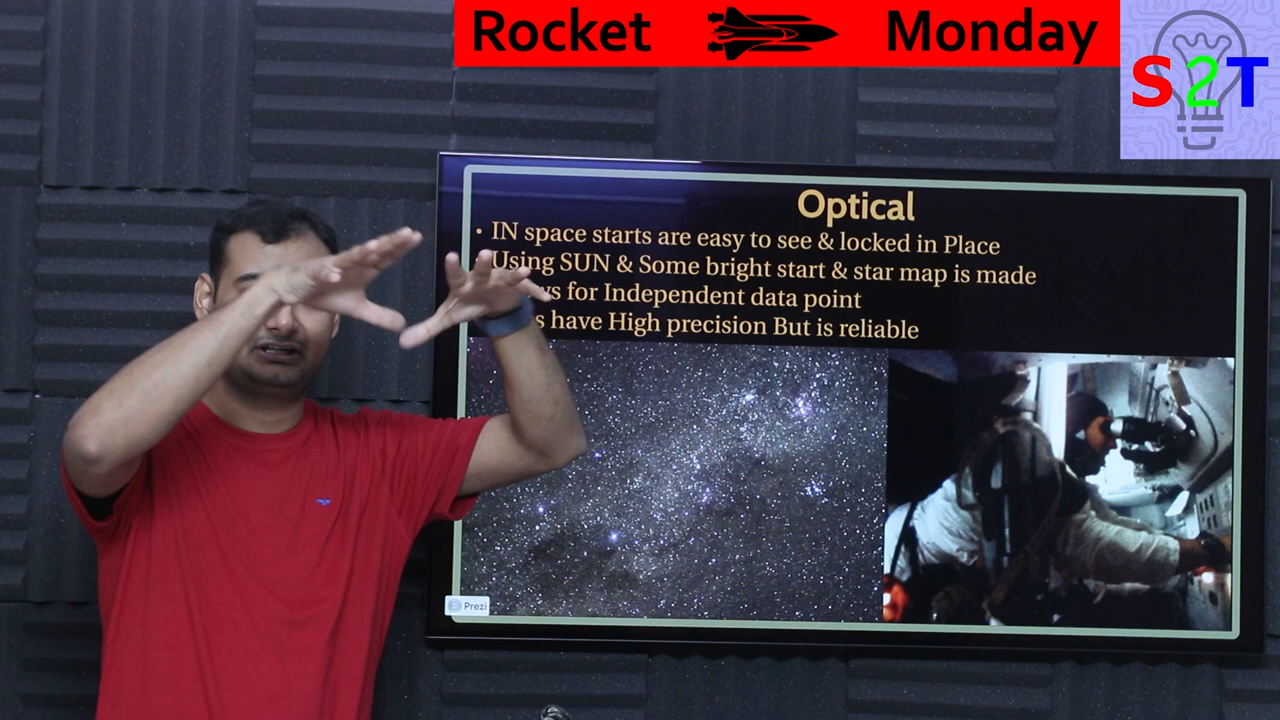 Rocket Monday
S2T
Optical
• IN space starts are easy to see & locked in Place
Using SUN & Some bright start & star map is made
for Independent data point
have High precision But is reliable
Prezi